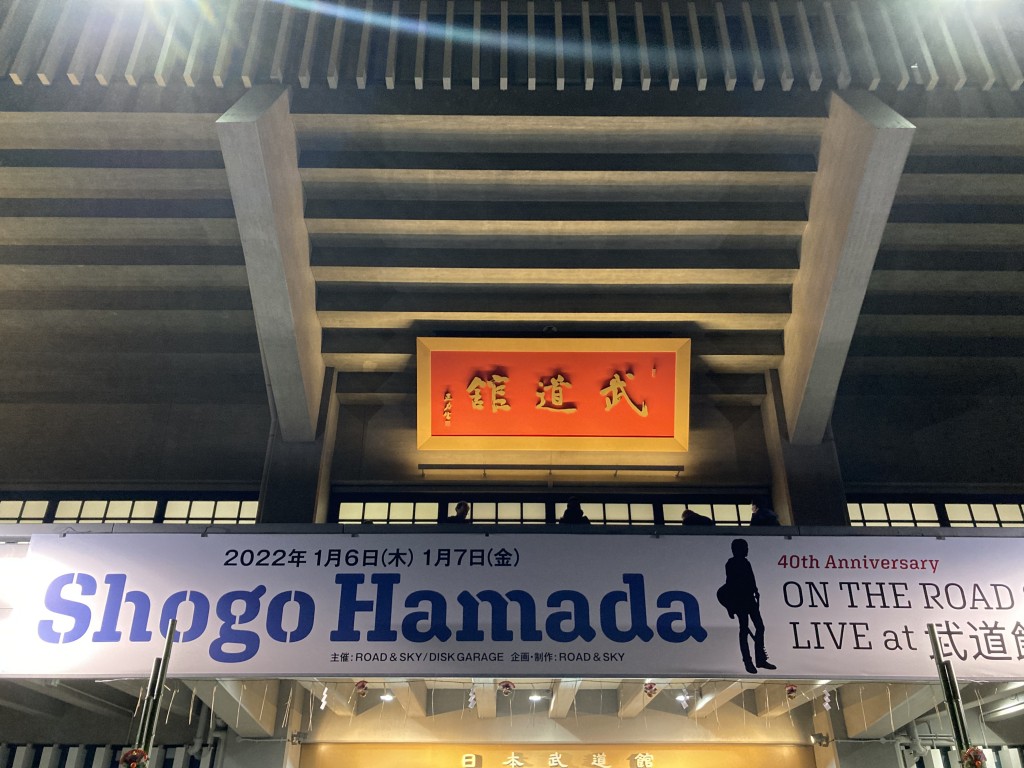 館道武
2022年 1月6日(木) 1月7日(金)
Shogo Hamada
主催:ROAD & SKY/DISK GARAGE 企画・制作:ROAD & SKY
40th Anniversary
ON THE ROAD
LIVE at 武道館
日本武道館